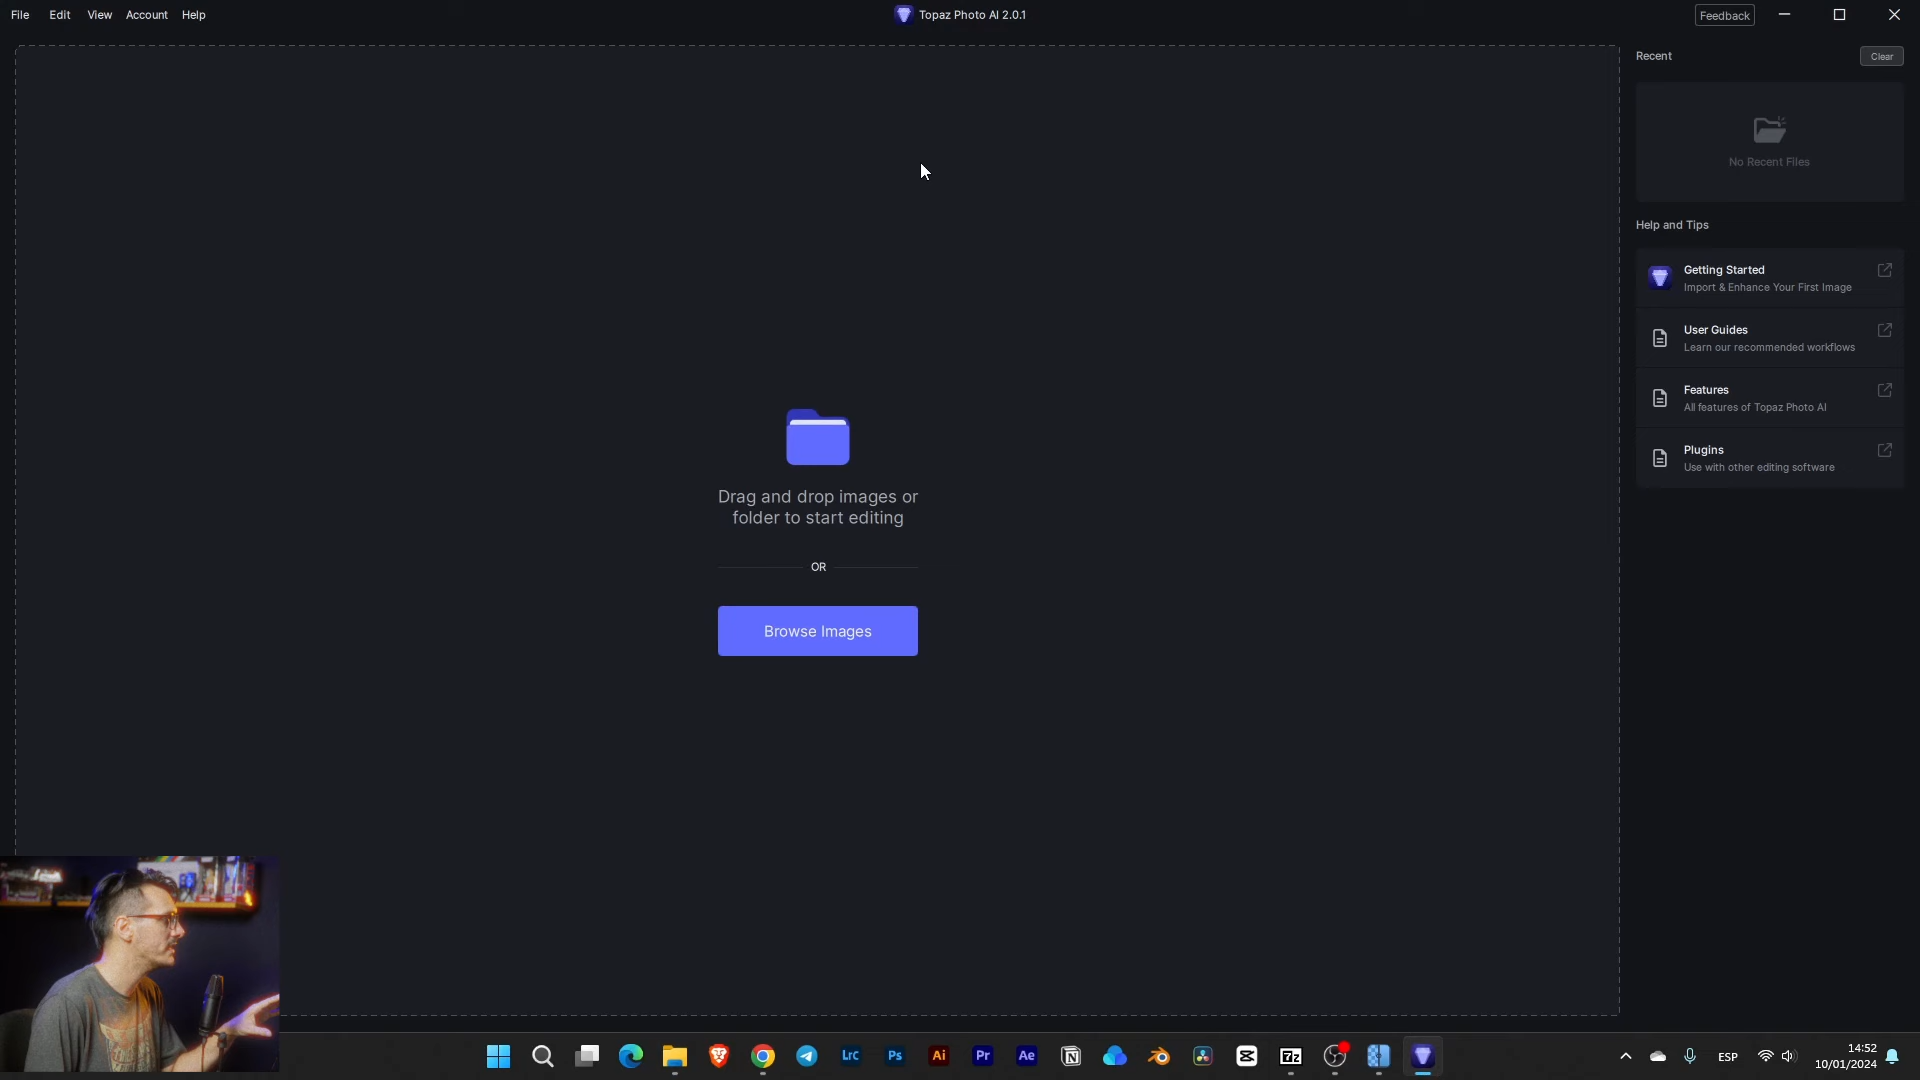 File Edit View Account Help
Topaz Photo AI 2.0.1
Feedback
Recent
Clear
No Recent Files
Help and Tips
Getting Started
Import & Enhance Your First Image
User Guides
Learn our recommended workflows
Features
All features of Topaz Photo AI
Plugins
Use with other editing software
Drag and drop images or
folder to start editing
OR
Browse Images
Lrc Ps Ai Pr Ae N 7z
ESP
14:52
10/01/2024